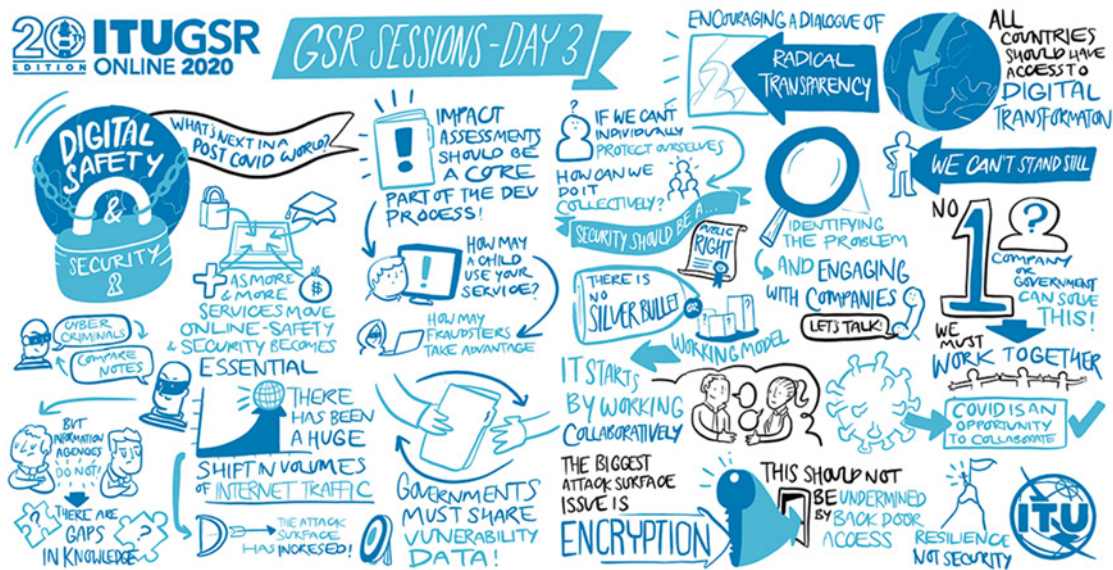 20TH
EDITION
ITUGSR
ONLINE 2020
GSR SESSIONS - DAY 3
DIGITAL
SAFETY
&
SECURITY
WHAT'S NEXT IN A
POST COVID WORLD?
+ AS MORE
& MORE
SERVICES MOVE
ONLINE - SAFETY
& SECURITY BECOMES
ESSENTIAL
$
CYBER
CRIMINALS
COMPARE
NOTES
BUT
INFORMATION
AGENCIES
DO NOT!
THERE ARE
GAPS
IN KNOWLEDGE
?
?
THERE
HAS BEEN
A HUGE
SHIFT IN VOLUMES
OF INTERNET TRAFFIC
THE ATTACK
SURFACE
HAS INCRESED!
!
IMPACT
ASSESSMENTS
SHOULD BE
A CORE
PART OF THE DEV
PROCESS!
!
HOW MAY
A CHILD
USE YOUR
SERVICE?
HOW MAY
FRAUDSTERS
TAKE ADVANTAGE
GOVERNMENTS
MUST SHARE
VUNERABILITY
DATA!
?
IF WE CAN'T
INDIVIDUALLY
PROTECT OURSELVES
HOW CAN WE
DO IT
COLLECTIVELY?
SECURITY SHOULD BE A...
PUBLIC
RIGHT
THERE IS
NO
SILVER BULLET
OR
WORKING MODEL
IT STARTS
BY WORKING
COLLABORATIVELY
THE BIGGEST
ATTACK SURFACE
ISSUE IS
ENCRYPTION
THIS SHOULD NOT
BE UNDERMINED
BY BACK DOOR
ACCESS
ENCOURAGING A DIALOGUE OF
RADICAL
TRANSPARENCY
ALL
COUNTRIES
SHOULD HAVE
ACCESS TO
DIGITAL
TRANSFORMATON
IDENTIFYING
THE PROBLEM
AND ENGAGING
WITH COMPANIES
LET'S TALK!
WE CAN'T STAND STILL
NO 1
?
COMPANY
OR
GOVERNMENT
CAN SOLVE
THIS!
WE
MUST
WORK TOGETHER
COVID IS AN
OPPORTUNITY
TO COLLABORATE
RESILIENCE
NOT SECURITY
ITU